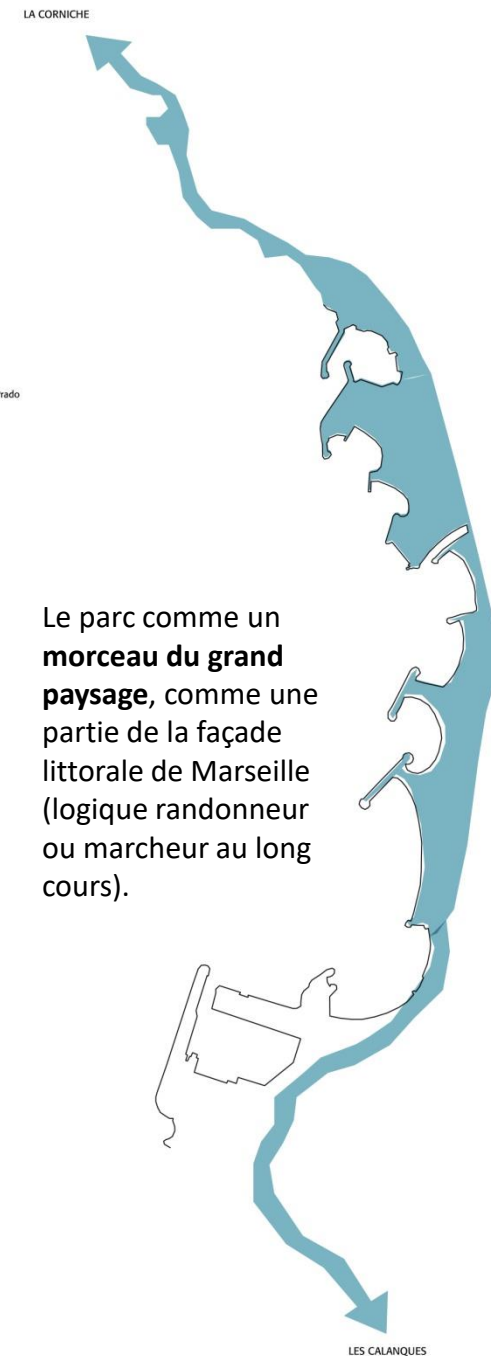 LA CORNICHE
rado
Le parc comme un
morceau du grand
paysage, comme une
partie de la façade
littorale de Marseille
(logique randonneur
ou marcheur au long
cours).
LES CALANQUES